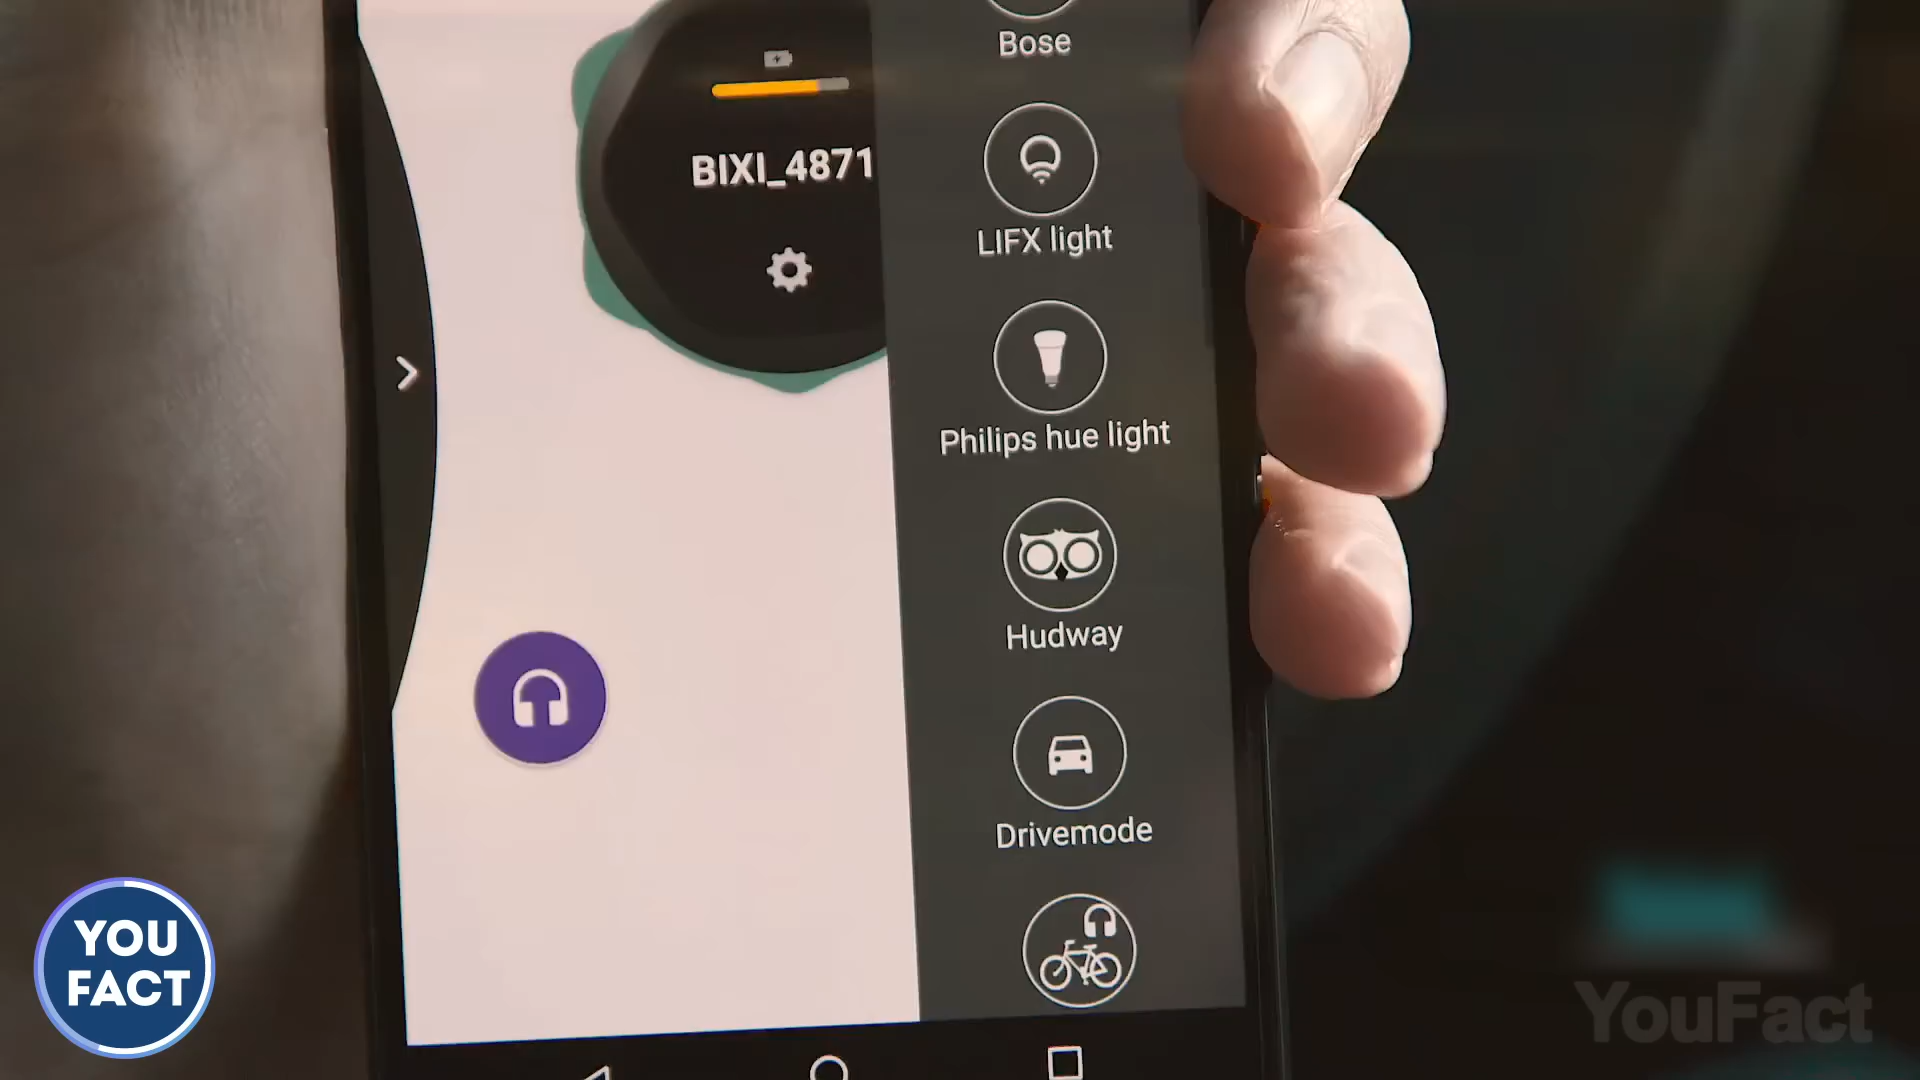 Bose
BIXI_4871
LIFX light
Philips hue light
Hudway
Drivemode
YOU
FACT
YouFact